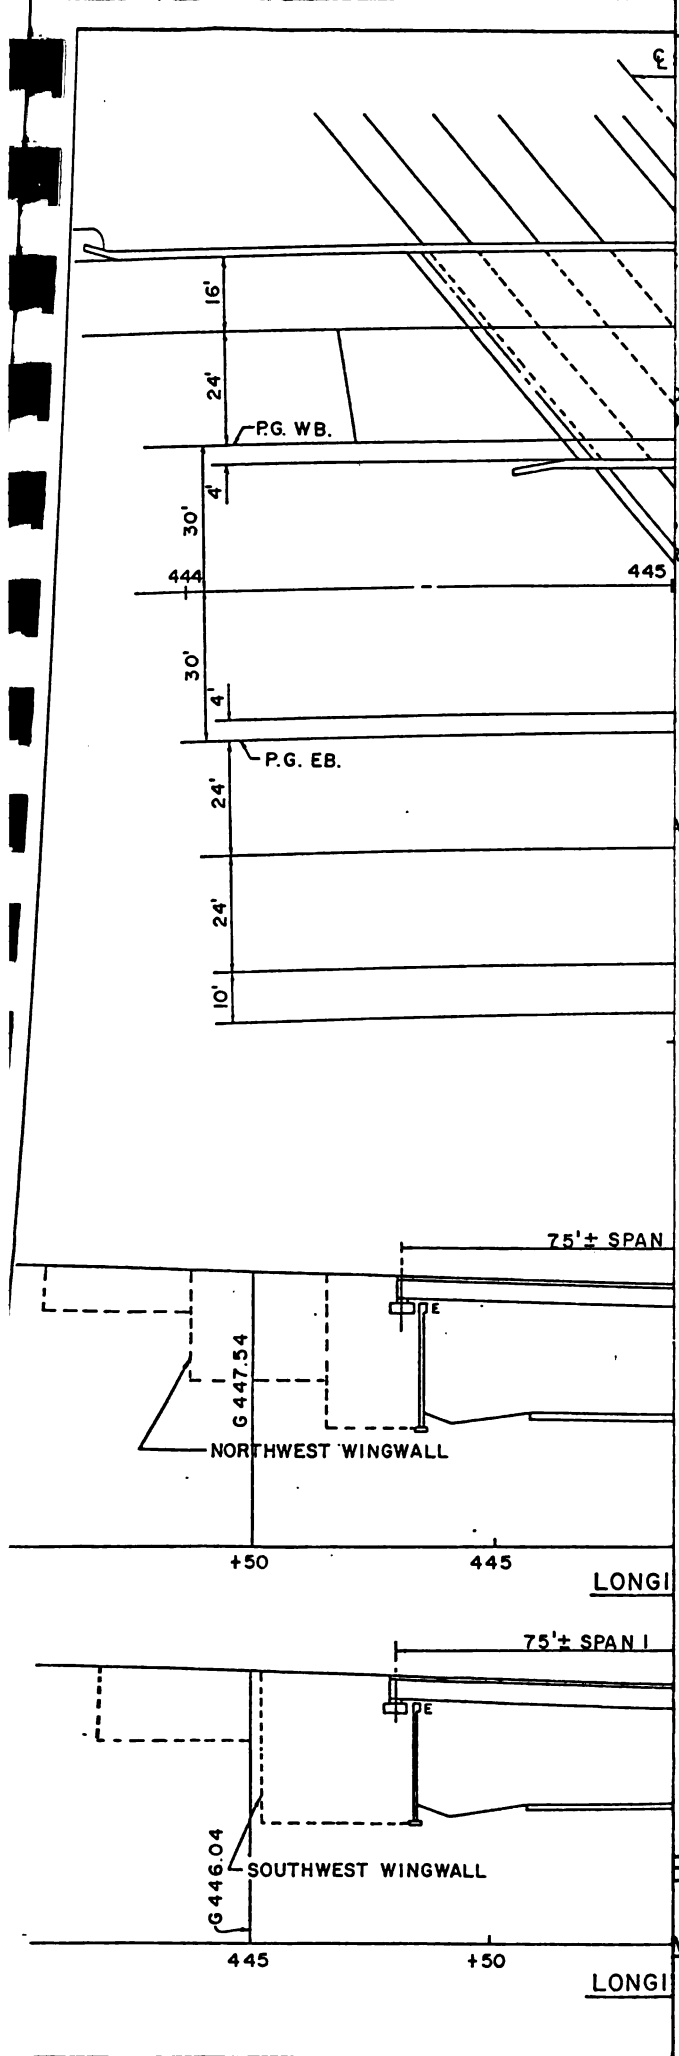 ℄
16'
24'
P.G. WB.
4'
30'
444
445
30'
4'
P.G. EB.
24'
24'
10'
75'± SPAN
E
G 447.54
NORTHWEST WINGWALL
+50 445
LONGI
75'± SPAN I
E
G 446.04
SOUTHWEST WINGWALL
445 +50
LONGI